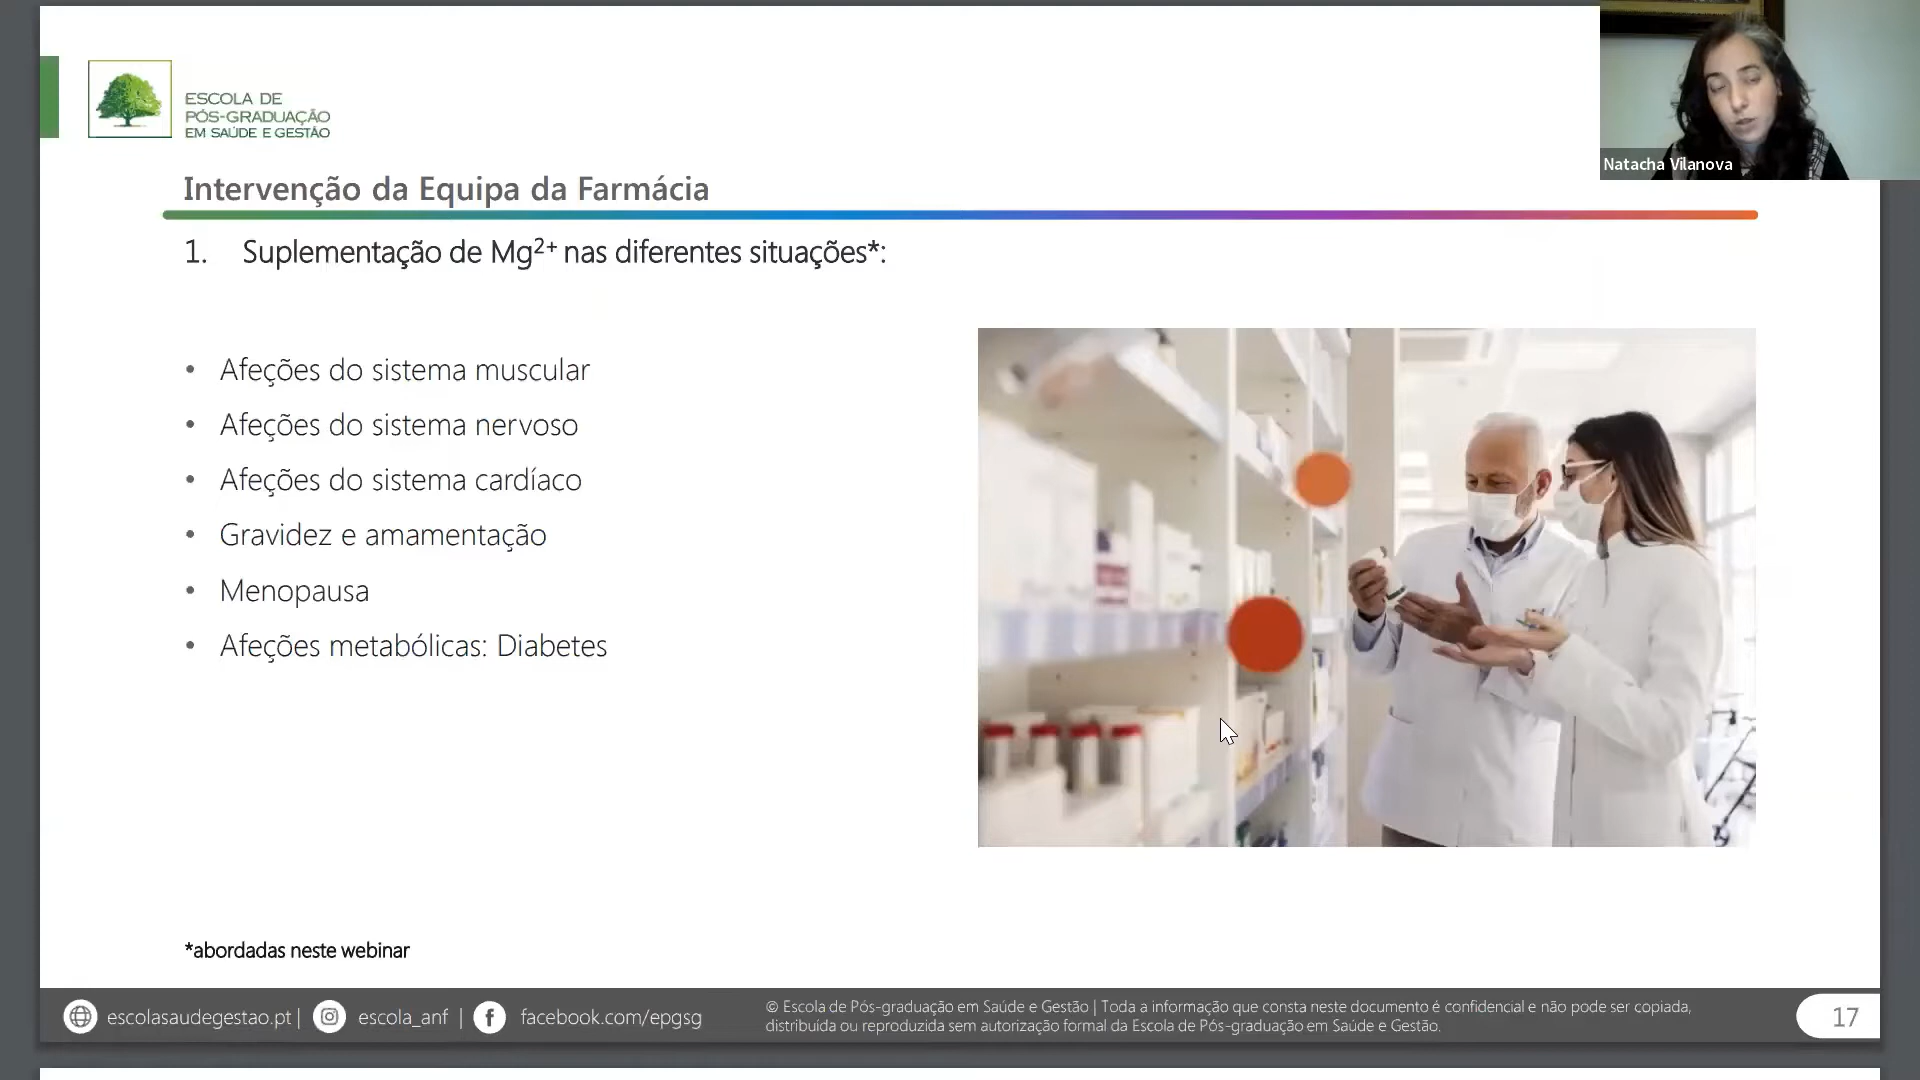 ESCOLA DE
PÓS-GRADUAÇÃO
EM SAÚDE E GESTÃO
Natacha Vilanova
Intervenção da Equipa da Farmácia
1. Suplementação de Mg²⁺ nas diferentes situações*:
• Afeções do sistema muscular
• Afeções do sistema nervoso
• Afeções do sistema cardíaco
• Gravidez e amamentação
• Menopausa
• Afeções metabólicas: Diabetes
*abordadas neste webinar
escolasaudegestao.pt | escola_anf | facebook.com/epgsg
© Escola de Pós-graduação em Saúde e Gestão | Toda a informação que consta neste documento é confidencial e não pode ser copiada,
distribuída ou reproduzida sem autorização formal da Escola de Pós-graduação em Saúde e Gestão.
17